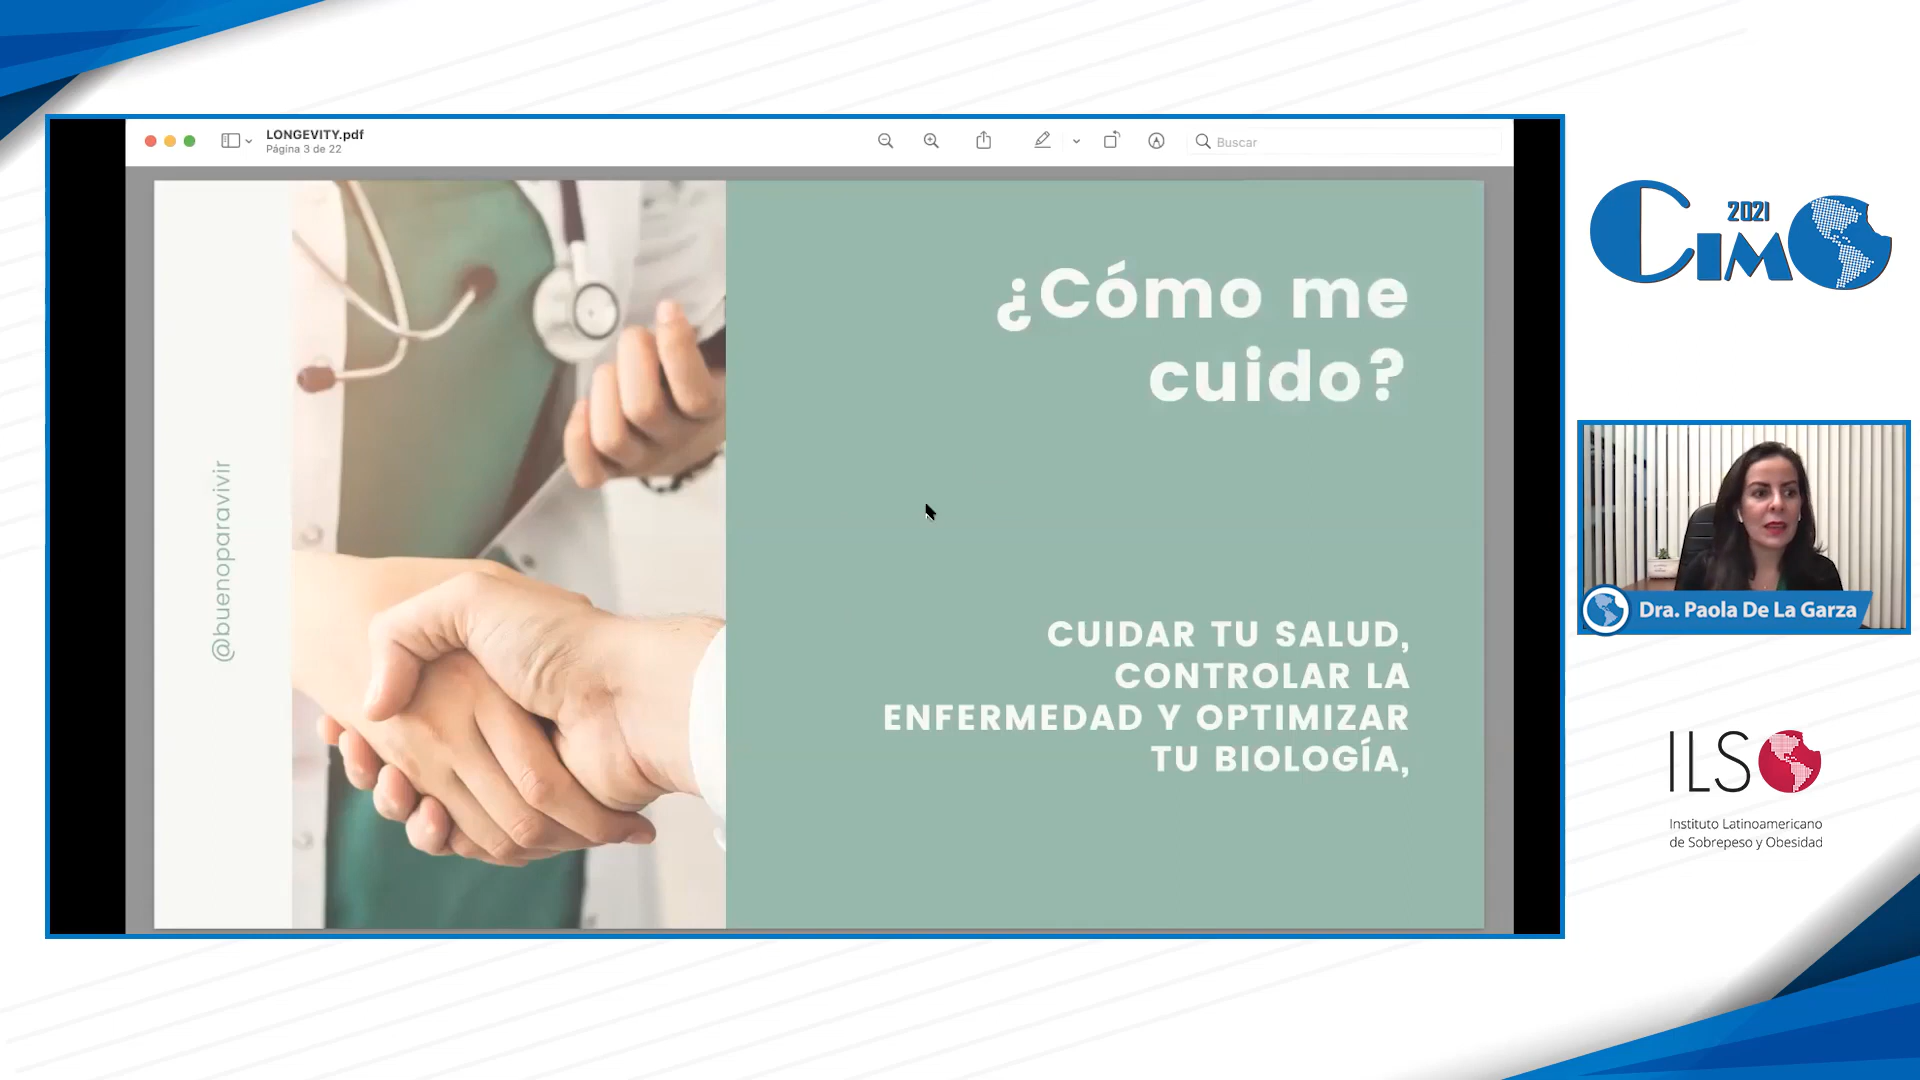 LONGEVITY.pdf
Página 3 de 22
Buscar
@buenoparavivir
¿Cómo me
cuido?
CUIDAR TU SALUD,
CONTROLAR LA
ENFERMEDAD Y OPTIMIZAR
TU BIOLOGÍA,
2021
CIMO
Dra. Paola De La Garza
ILSO
Instituto Latinoamericano
de Sobrepeso y Obesidad